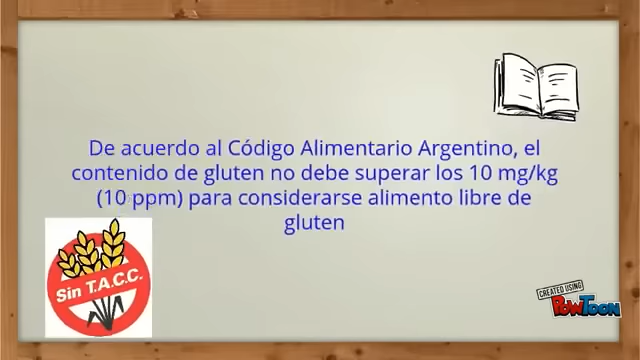 De acuerdo al Código Alimentario Argentino, el
contenido de gluten no debe superar los 10 mg/kg
(10 ppm) para considerarse alimento libre de
gluten
Sin T.A.C.C.
CREATED USING
POWTOON